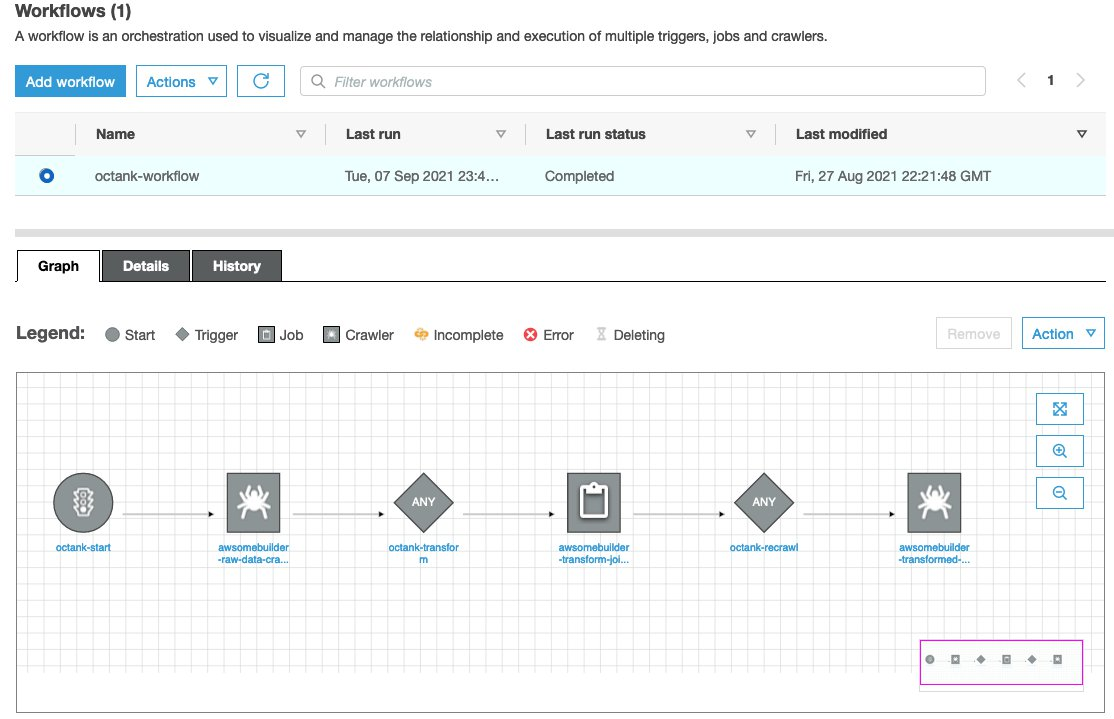 Workflows (1)
A workflow is an orchestration used to visualize and manage the relationship and execution of multiple triggers, jobs and crawlers.
Add workflow Actions Filter workflows 1
Name Last run Last run status Last modified
octank-workflow Tue, 07 Sep 2021 23:4... Completed Fri, 27 Aug 2021 22:21:48 GMT
Graph Details History
Legend: Start Trigger Job Crawler Incomplete Error Deleting Remove Action
ANY ANY
octank-start awsomebuilder octank-transfor awsomebuilder octank-recrawl awsomebuilder
-raw-data-cra... m -transform-joi... -transformed-...